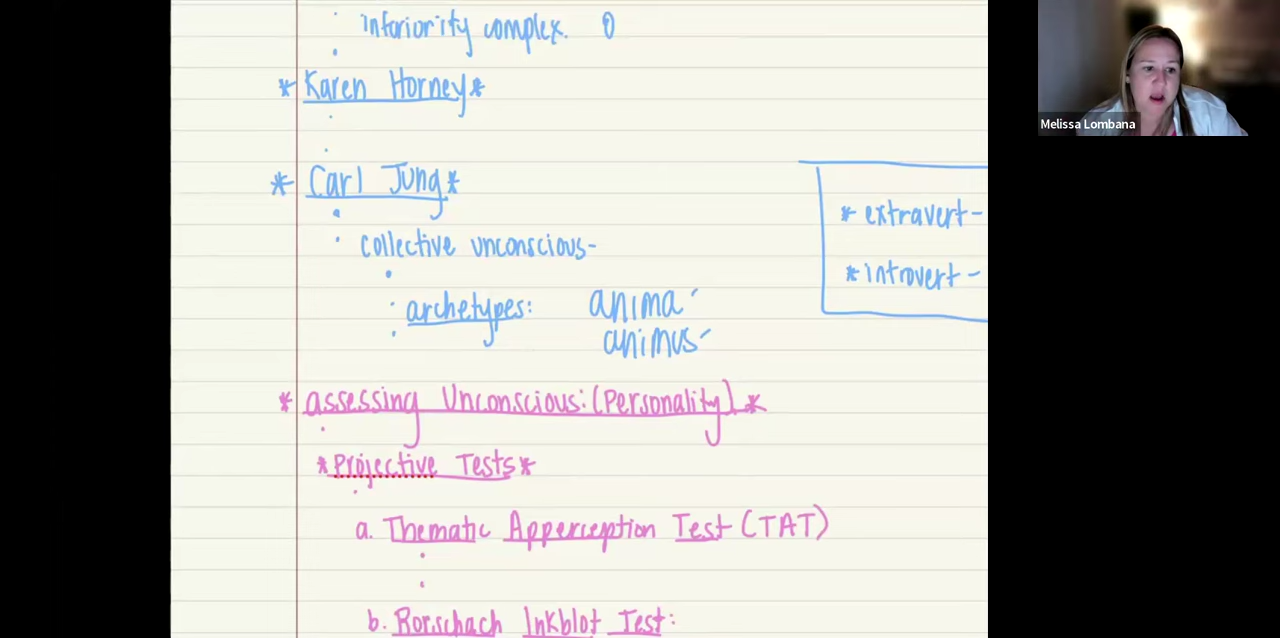 · inferiority complex. 0
·
* Karen Horney *
·
·
* Carl Jung *
·
· collective unconscious-
·
· archetypes: anima
· animus
* extravert-
* introvert-
* assessing Unconscious: (Personality) *
·
* Projective Tests *
·
a. Thematic Apperception Test (TAT)
·
·
b. Rorschach Inkblot Test:
Melissa Lombana